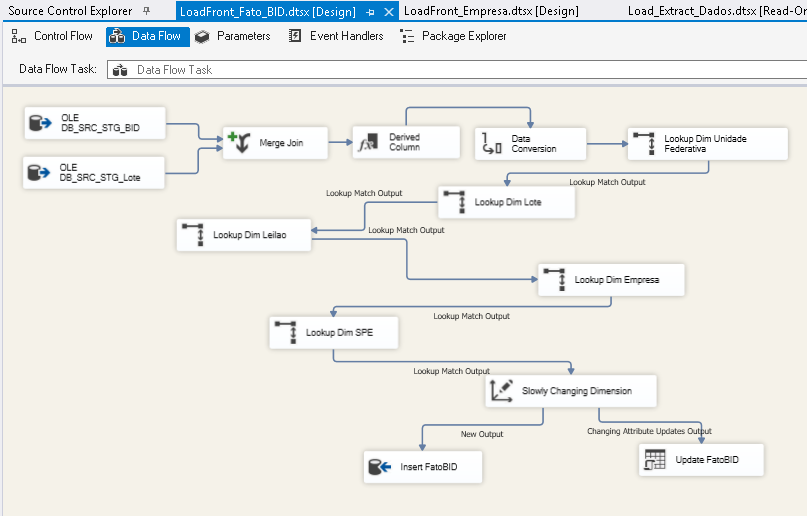 Source Control Explorer
LoadFront_Fato_BID.dtsx [Design]
LoadFront_Empresa.dtsx [Design]
Load_Extract_Dados.dtsx [Read-On
Control Flow
Data Flow
Parameters
Event Handlers
Package Explorer
Data Flow Task:
Data Flow Task
OLE
DB_SRC_STG_BID
OLE
DB_SRC_STG_Lote
Merge Join
Derived
Column
Data
Conversion
Lookup Dim Unidade
Federativa
Lookup Match Output
Lookup Dim Lote
Lookup Match Output
Lookup Dim Leilao
Lookup Match Output
Lookup Dim Empresa
Lookup Match Output
Lookup Dim SPE
Lookup Match Output
Slowly Changing Dimension
New Output
Changing Attribute Updates Output
Insert FatoBID
Update FatoBID